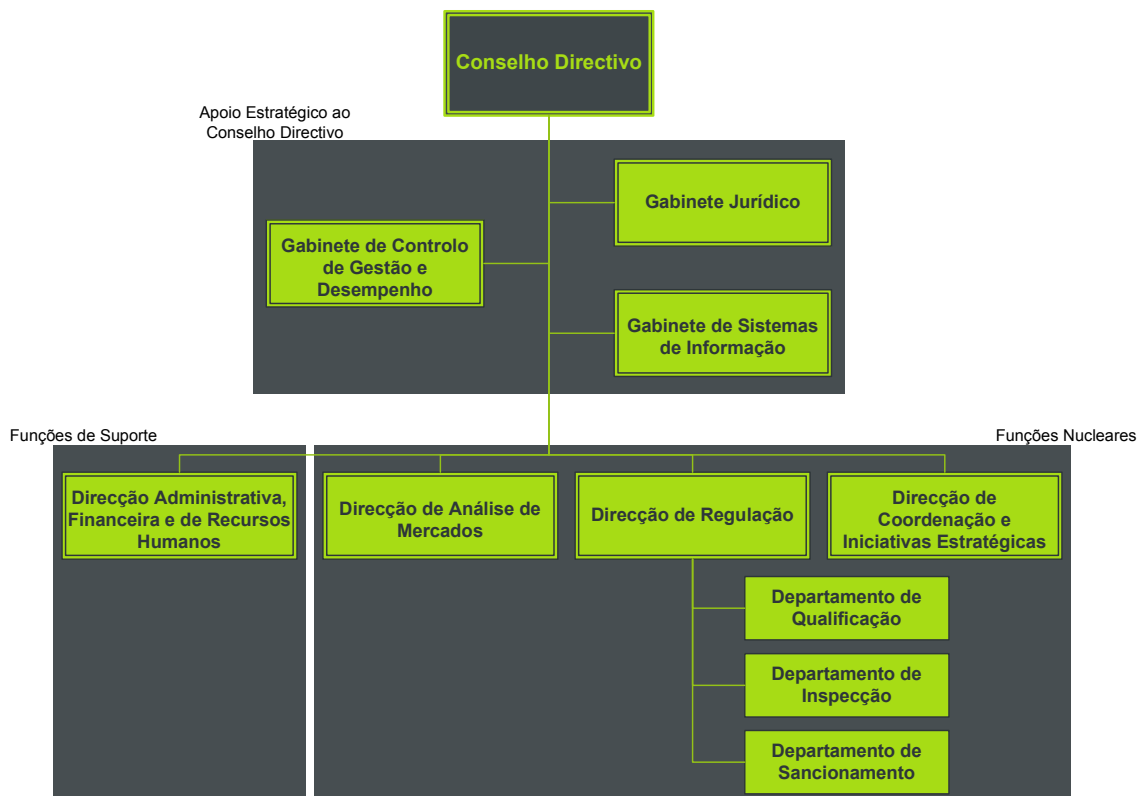 Conselho Directivo
Apoio Estratégico ao
Conselho Directivo
Gabinete Jurídico
Gabinete de Controlo
de Gestão e
Desempenho
Gabinete de Sistemas
de Informação
Funções de Suporte
Funções Nucleares
Direcção Administrativa,
Financeira e de Recursos
Humanos
Direcção de Análise de
Mercados
Direcção de Regulação
Direcção de
Coordenação e
Iniciativas Estratégicas
Departamento de
Qualificação
Departamento de
Inspecção
Departamento de
Sancionamento